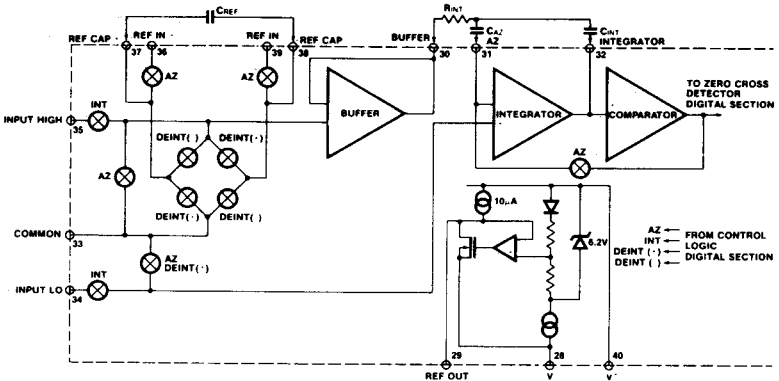 CREF
RINT
CAZ
CINT
REF CAP
REF IN
REF IN
REF CAP
BUFFER
AZ
INTEGRATOR
37
36
39
38
30
31
32
AZ
AZ
TO ZERO CROSS
DETECTOR
DIGITAL SECTION
INT
BUFFER
INTEGRATOR
COMPARATOR
INPUT HIGH
35
DEINT( )
DEINT(·)
AZ
AZ
DEINT(·)
DEINT( )
10μA
6.2V
COMMON
33
AZ
DEINT(·)
AZ
INT
DEINT (·)
DEINT ( )
FROM CONTROL
LOGIC
DIGITAL SECTION
INT
INPUT LO
34
29
28
40
REF OUT
V
V